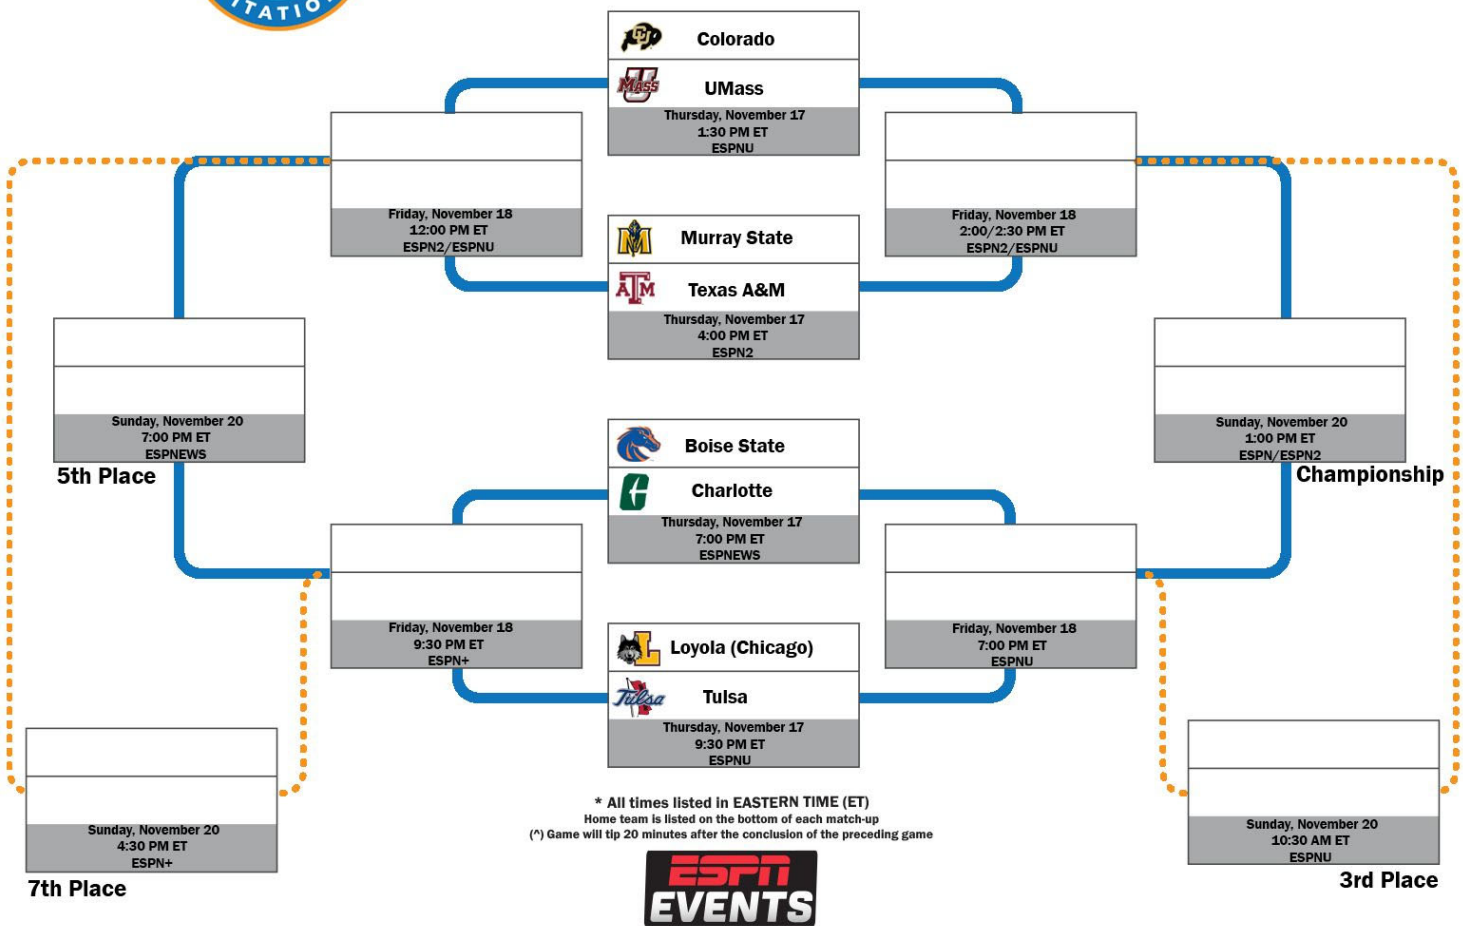 ITATIO
Colorado
MASS
UMass
Thursday, November 17
1:30 PM ET
ESPNU
Friday, November 18
12:00 PM ET
ESPN2/ESPNU
Murray State
ATM
Texas A&M
Thursday, November 17
4:00 PM ET
ESPN2
Friday, November 18
2:00/2:30 PM ET
ESPN2/ESPNU
Sunday, November 20
7:00 PM ET
ESPNEWS
5th Place
Boise State
Charlotte
Thursday, November 17
7:00 PM ET
ESPNEWS
Sunday, November 20
1:00 PM ET
ESPN/ESPN2
Championship
Friday, November 18
9:30 PM ET
ESPN+
Loyola (Chicago)
Tulsa
Tulsa
Thursday, November 17
9:30 PM ET
ESPNU
Friday, November 18
7:00 PM ET
ESPNU
Sunday, November 20
4:30 PM ET
ESPN+
7th Place
* All times listed in EASTERN TIME (ET)
Home team is listed on the bottom of each match-up
(^) Game will tip 20 minutes after the conclusion of the preceding game
ESPN
EVENTS
Sunday, November 20
10:30 AM ET
ESPNU
3rd Place